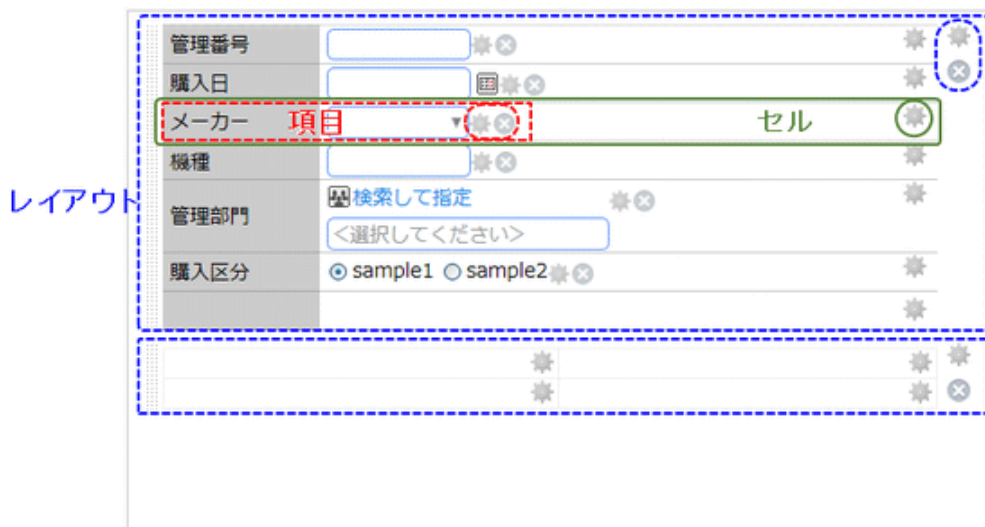 管理番号
購入日
メーカー 項目 セル
機種
レイアウト
管理部門 検索して指定
<選択してください>
購入区分 sample1 sample2